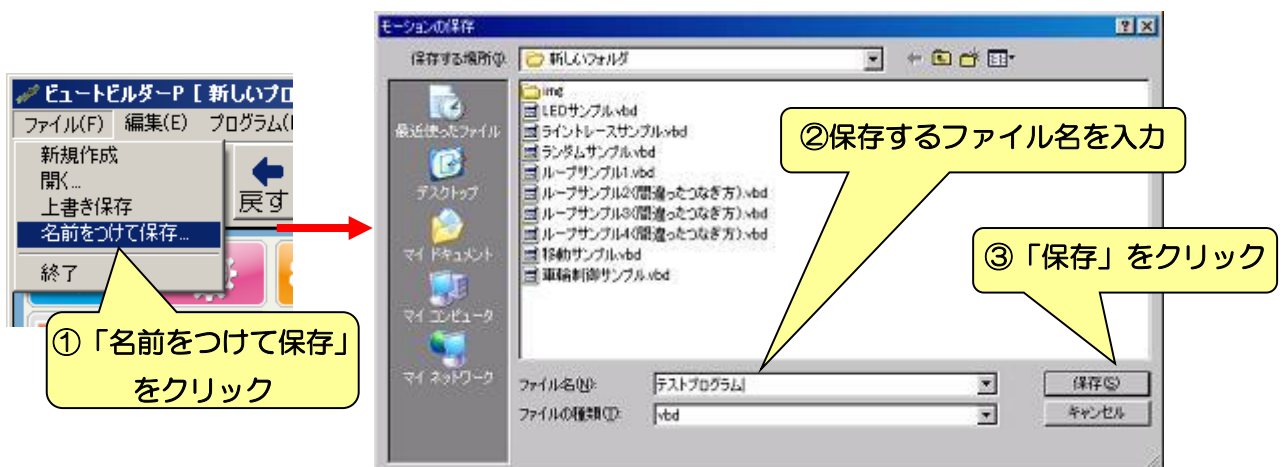 ビュートビルダーP [ 新しいプロ
ファイル(F) 編集(E) プログラム(
新規作成
開く...
上書き保存
名前をつけて保存...
終了
戻す
①「名前をつけて保存」
をクリック
モーションの保存
保存する場所(I):
新しいフォルダ
最近使ったファイル
デスクトップ
マイ ドキュメント
マイ コンピュータ
マイ ネットワーク
img
LEDサンプル.vbd
ライントレースサンプル.vbd
ランダムサンプル.vbd
ループサンプル1.vbd
ループサンプル2(間違ったつなぎ方).vbd
ループサンプル3(間違ったつなぎ方).vbd
ループサンプル4(間違ったつなぎ方).vbd
移動サンプル.vbd
車輪制御サンプル.vbd
②保存するファイル名を入力
③「保存」をクリック
ファイル名(N): テストプログラム 保存(S)
ファイルの種類(T): vbd キャンセル